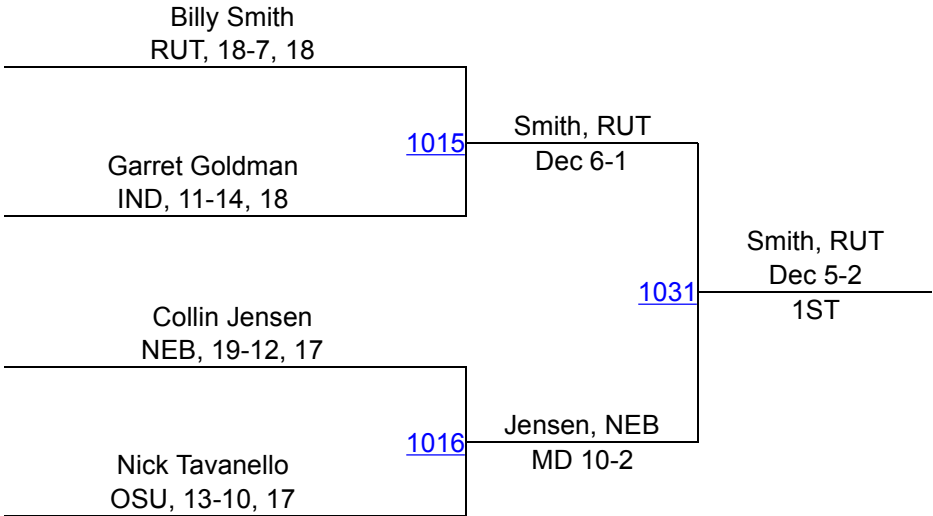 Billy Smith
RUT, 18-7, 18
1015
Smith, RUT
Dec 6-1
Garret Goldman
IND, 11-14, 18
Smith, RUT
Dec 5-2
1031
1ST
Collin Jensen
NEB, 19-12, 17
1016
Jensen, NEB
MD 10-2
Nick Tavanello
OSU, 13-10, 17